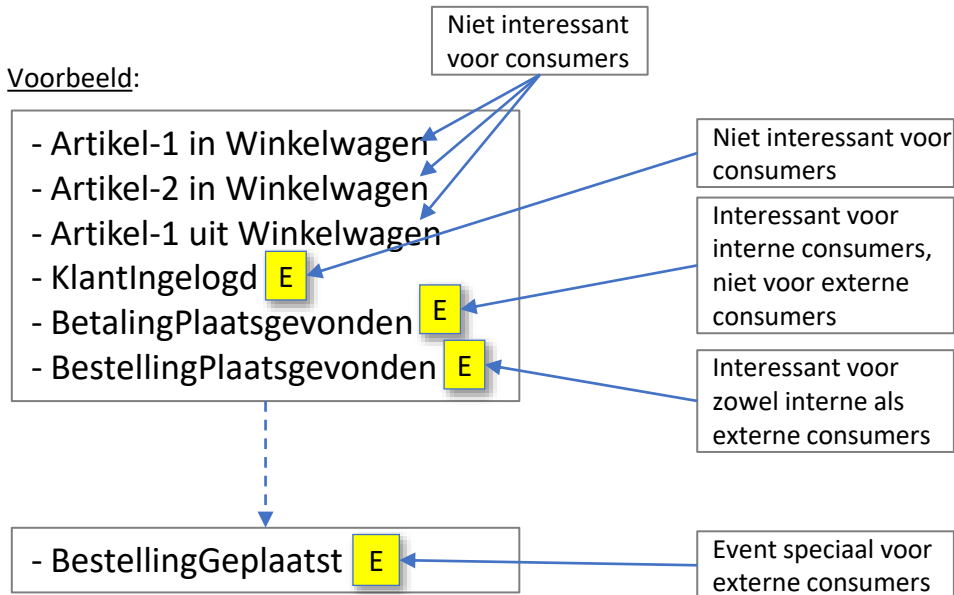 Niet interessant
voor consumers
Voorbeeld:
- Artikel-1 in Winkelwagen
- Artikel-2 in Winkelwagen
- Artikel-1 uit Winkelwagen
- KlantIngelogd E
- BetalingPlaatsgevonden E
- BestellingPlaatsgevonden E
Niet interessant voor
consumers
Interessant voor
interne consumers,
niet voor externe
consumers
Interessant voor
zowel interne als
externe consumers
- BestellingGeplaatst E
Event speciaal voor
externe consumers